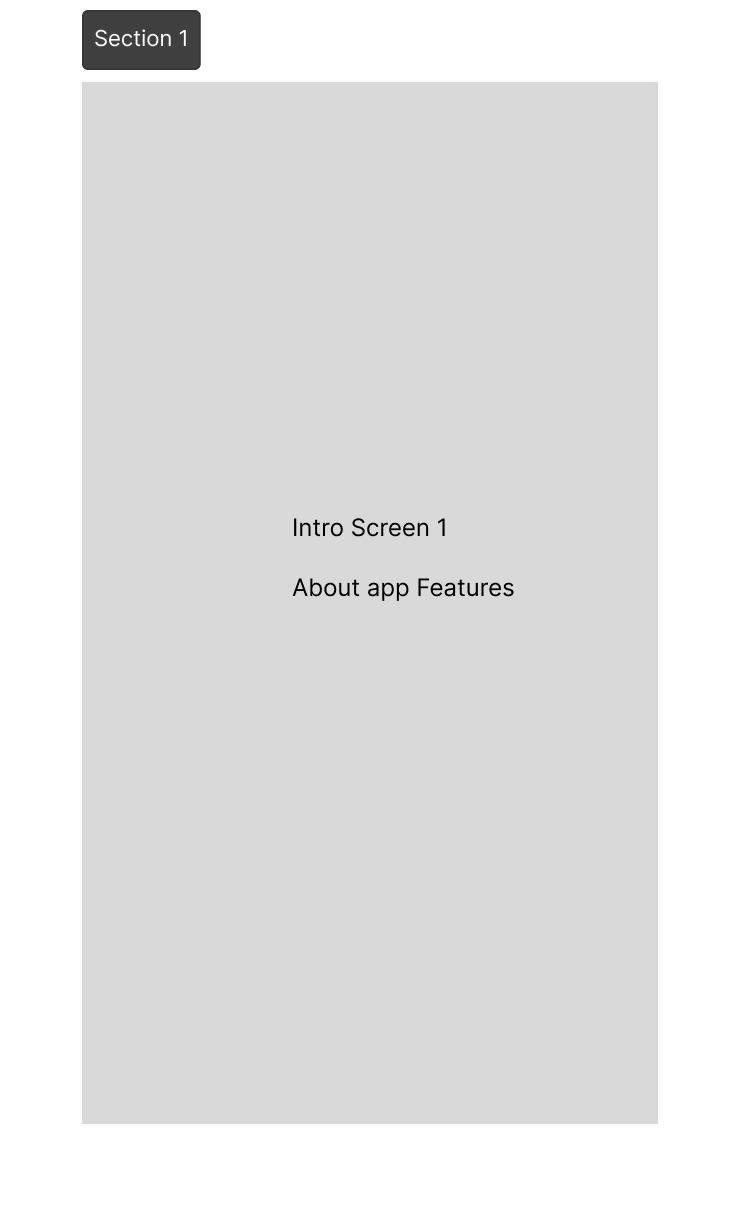 Section 1
Intro Screen 1
About app Features